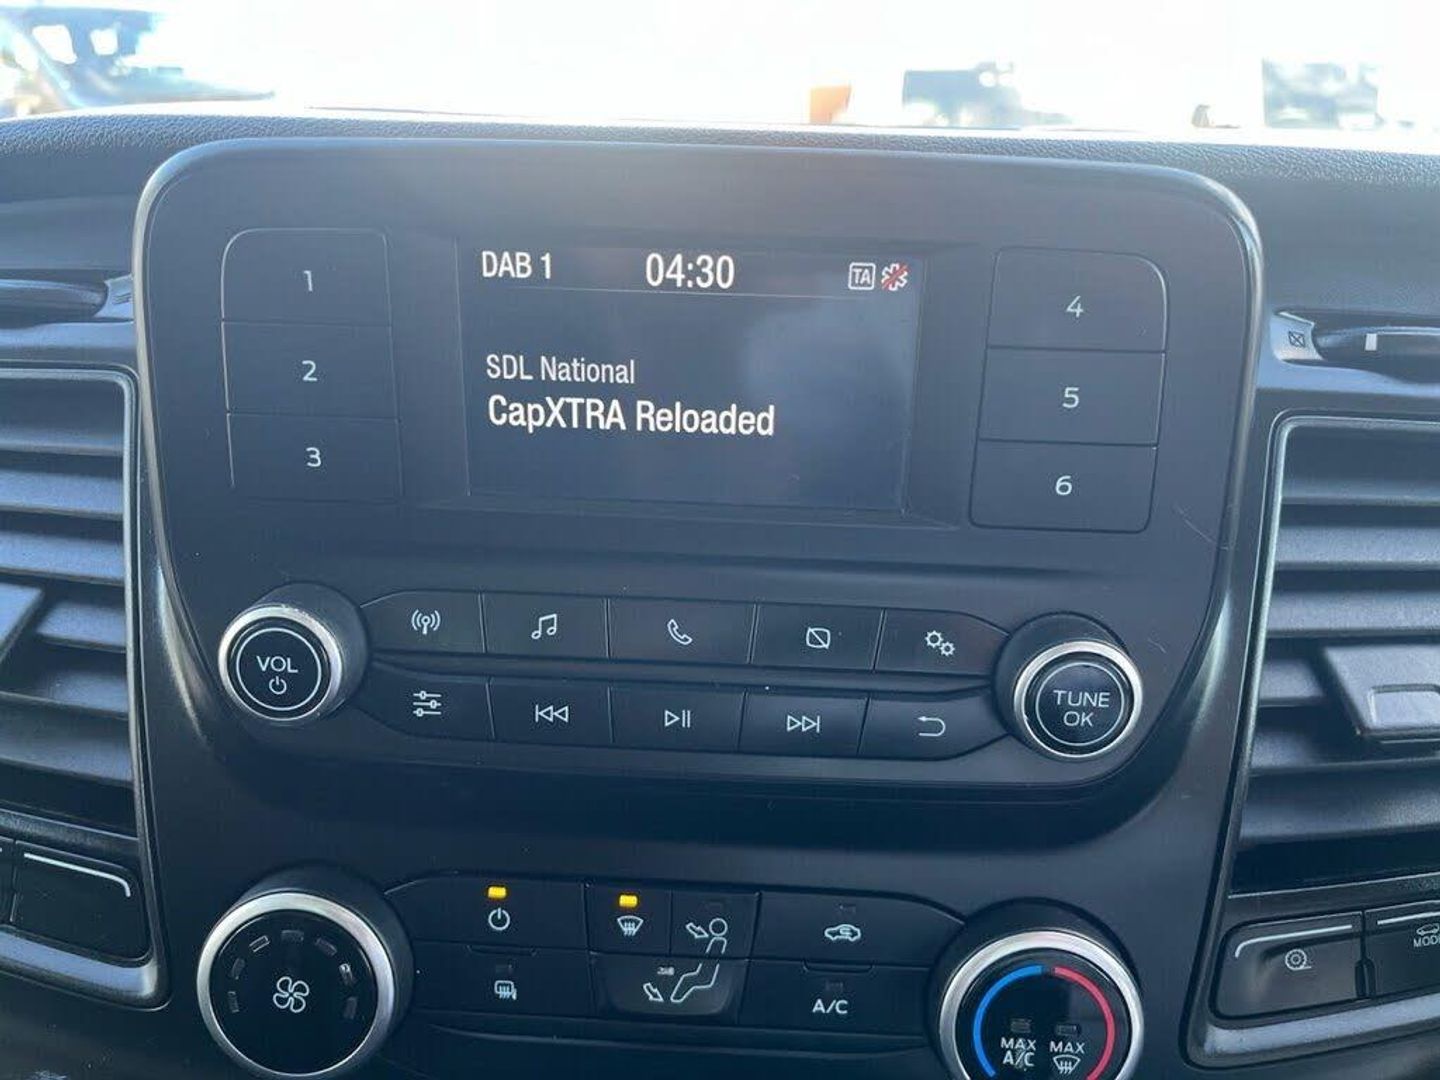 DAB 1 04:30 TA
SDL National
CapXTRA Reloaded
1
2
3
4
5
6
VOL
TUNE
OK
A/C
MAX
A/C
MAX